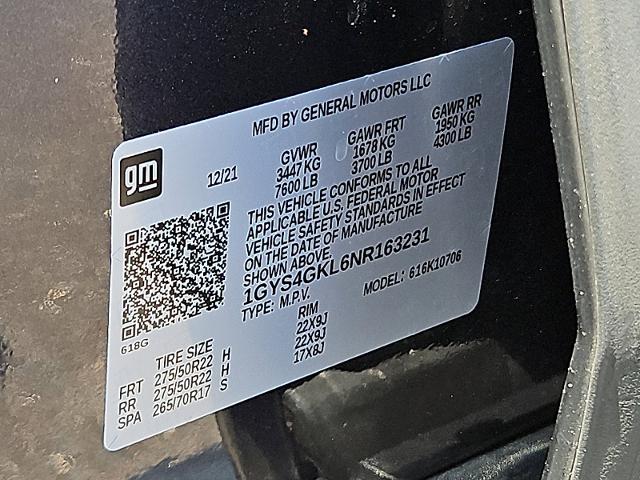 MFD BY GENERAL MOTORS LLC
gm
12/21
GVWR GAWR FRT GAWR RR
3447 KG 1678 KG 1950 KG
7600 LB 3700 LB 4300 LB
THIS VEHICLE CONFORMS TO ALL
APPLICABLE U.S. FEDERAL MOTOR
VEHICLE SAFETY STANDARDS IN EFFECT
ON THE DATE OF MANUFACTURE
SHOWN ABOVE.
1GYS4GKL6NR163231
TYPE: M.P.V. MODEL: 616K10706
618G
TIRE SIZE RIM
FRT 275/50R22 H 22X9J
RR 275/50R22 H 22X9J
SPA 265/70R17 S 17X8J